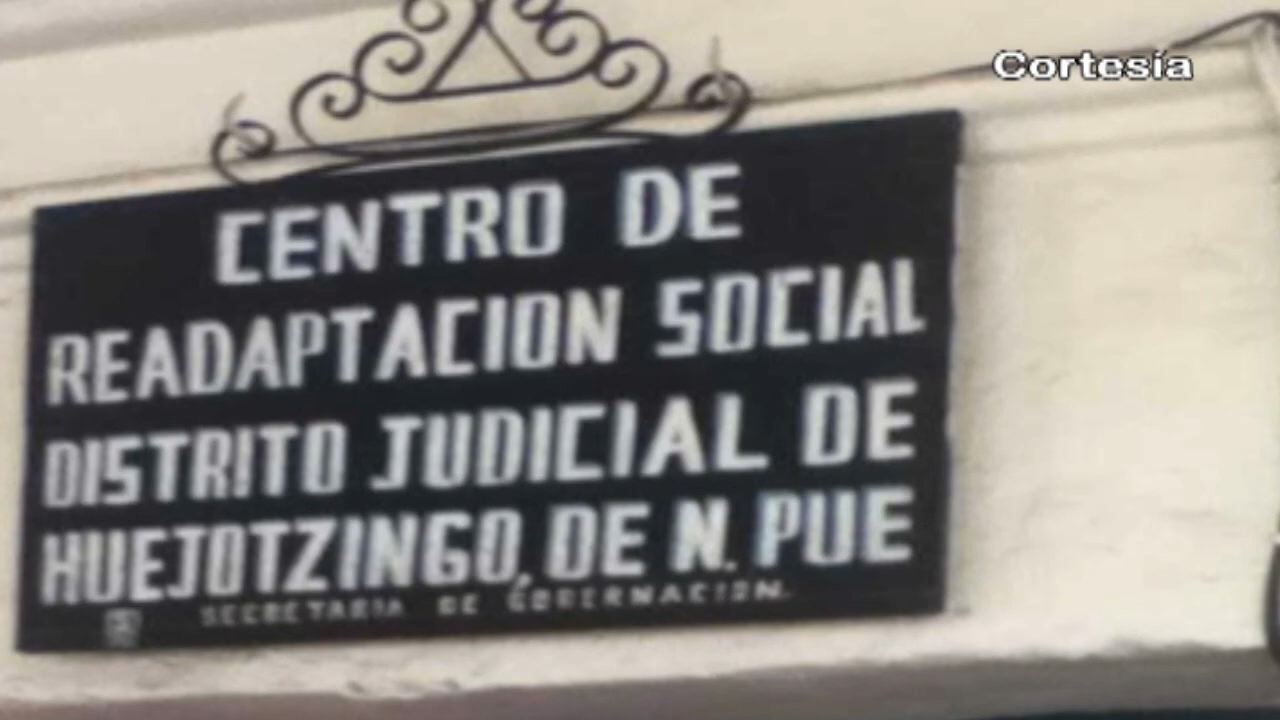 Cortesía
CENTRO DE
READAPTACION SOCIAL
DISTRITO JUDICIAL DE
HUEJOTZINGO, DE N. PUE
SECRETARIA DE GOBERNACION.